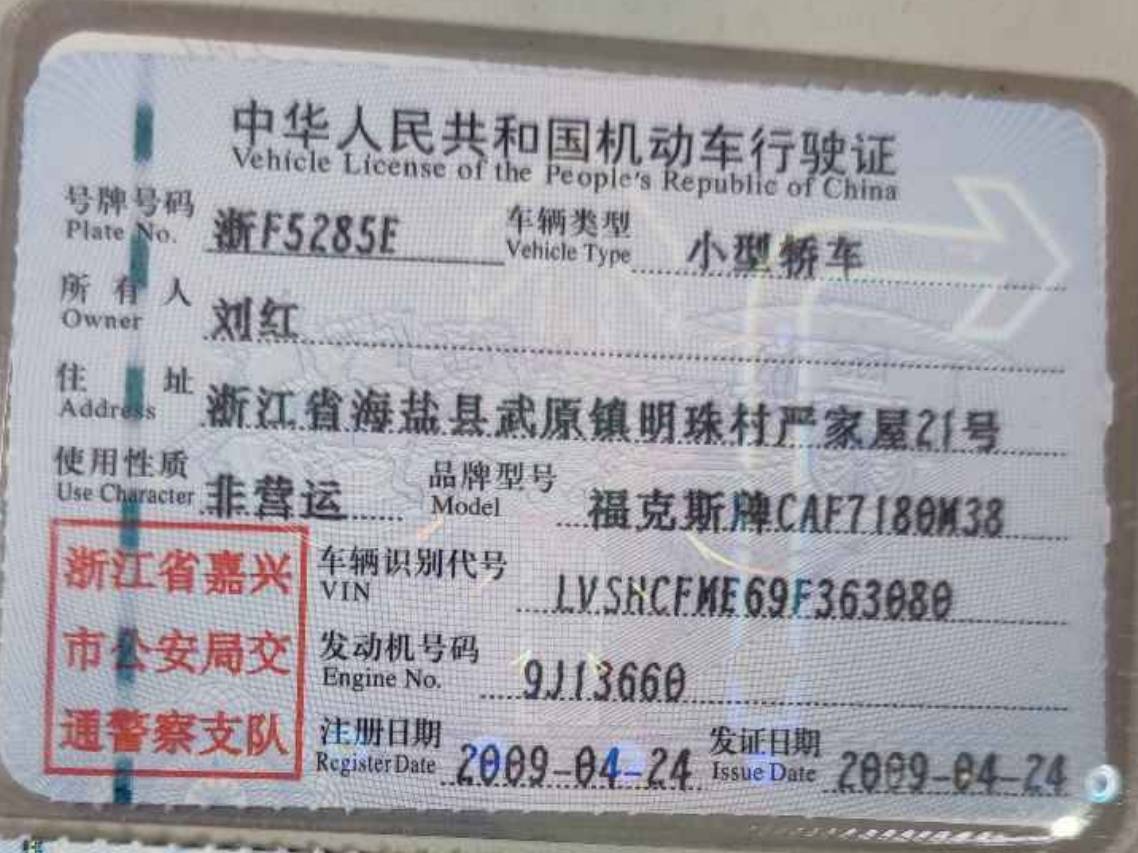 中华人民共和国机动车行驶证
Vehicle License of the People's Republic of China
号牌号码 浙F5285E 车辆类型 小型轿车
Plate No. Vehicle Type
所有人 刘红
Owner
住址 浙江省海盐县武原镇明珠村严家屋21号
Address
使用性质 非营运 品牌型号 福克斯牌CAF7180M38
Use Character Model
浙江省嘉兴
市公安局交
通警察支队
车辆识别代号 LVSHCFME69F363080
VIN
发动机号码 9J13660
Engine No.
注册日期 2009-04-24 发证日期 2009-04-24
Register Date Issue Date